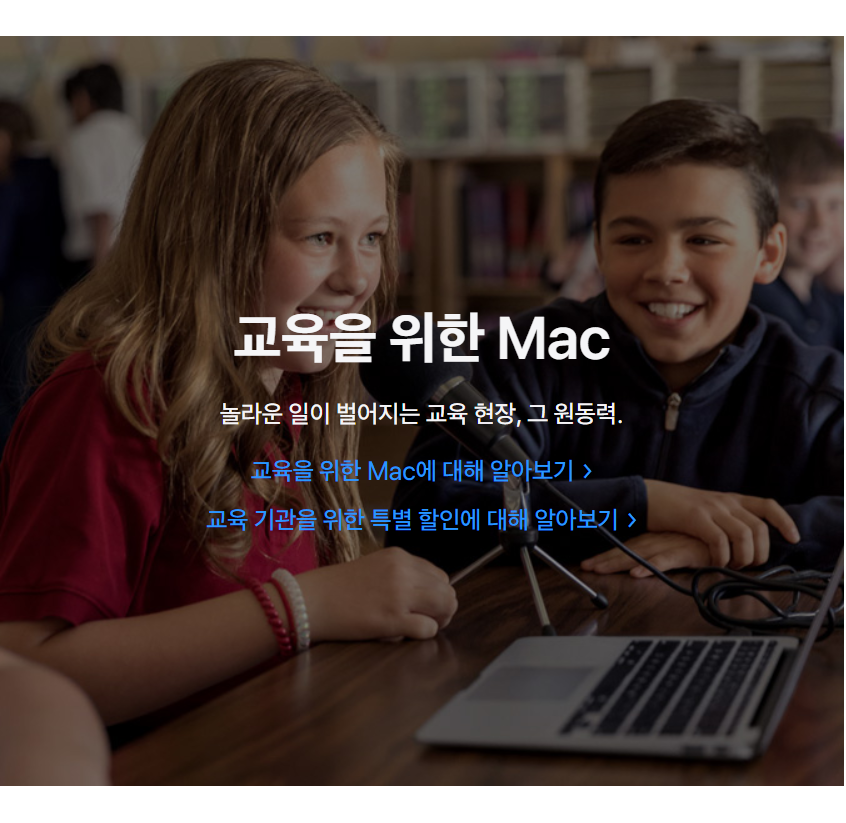 교육을 위한 Mac
놀라운 일이 벌어지는 교육 현장, 그 원동력.
교육을 위한 Mac에 대해 알아보기 >
교육 기관을 위한 특별 할인에 대해 알아보기 >